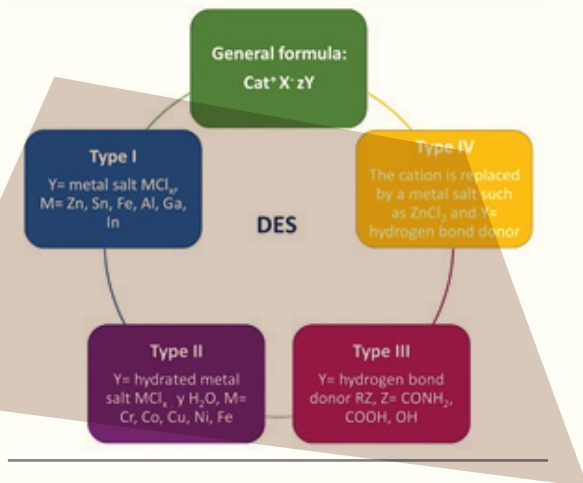 General formula:
Cat⁺ X⁻ zY
Type I
Y= metal salt MClₓ,
M= Zn, Sn, Fe, Al, Ga,
In
Type IV
The cation is replaced
by a metal salt such
as ZnCl₂ and Y=
hydrogen bond donor
DES
Type II
Y= hydrated metal
salt MClₓ y H₂O, M=
Cr, Co, Cu, Ni, Fe
Type III
Y= hydrogen bond
donor RZ, Z= CONH₂,
COOH, OH